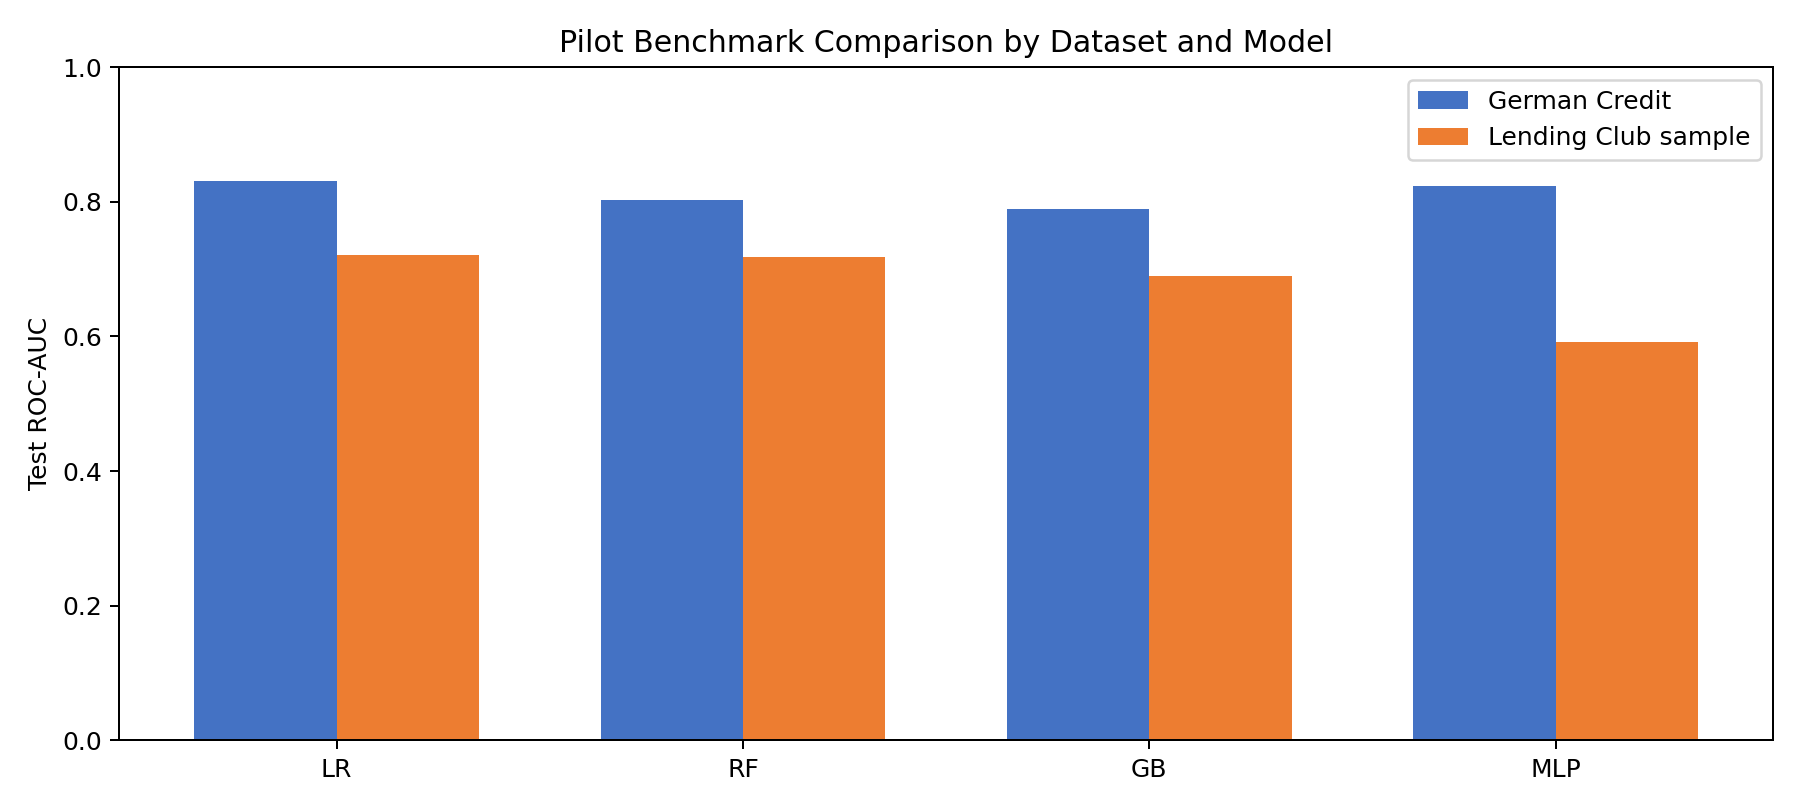 Pilot Benchmark Comparison by Dataset and Model
1.0
0.8
0.6
0.4
0.2
0.0
Test ROC-AUC
German Credit
Lending Club sample
LR
RF
GB
MLP